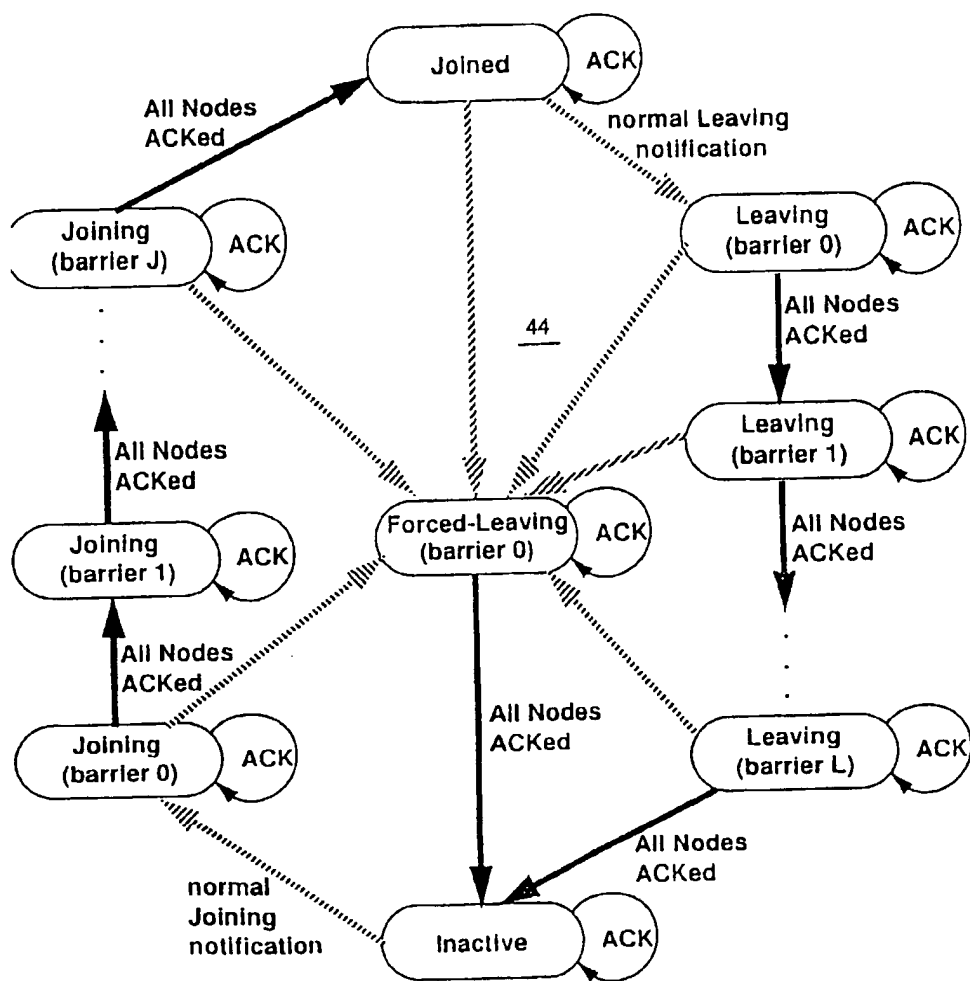 Joined
ACK
All Nodes
ACKed
normal Leaving
notification
Joining
(barrier J)
ACK
Leaving
(barrier 0)
ACK
44
All Nodes
ACKed
All Nodes
ACKed
Leaving
(barrier 1)
ACK
Forced-Leaving
(barrier 0)
ACK
All Nodes
ACKed
Joining
(barrier 1)
ACK
All Nodes
ACKed
Joining
(barrier 0)
ACK
All Nodes
ACKed
Leaving
(barrier L)
ACK
All Nodes
ACKed
normal
Joining
notification
Inactive
ACK